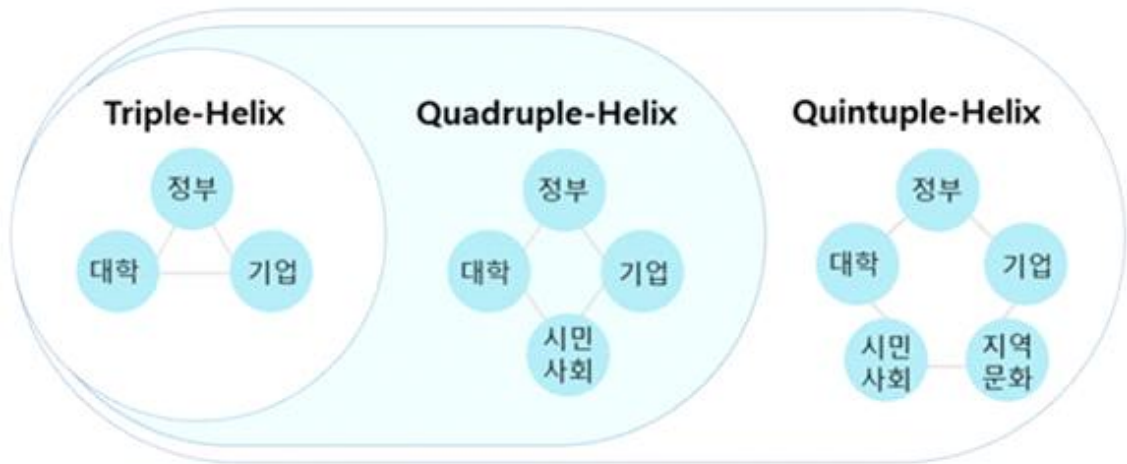 Triple-Helix
정부
대학
기업
Quadruple-Helix
정부
대학
기업
시민
사회
Quintuple-Helix
정부
대학
기업
시민
사회
지역
문화